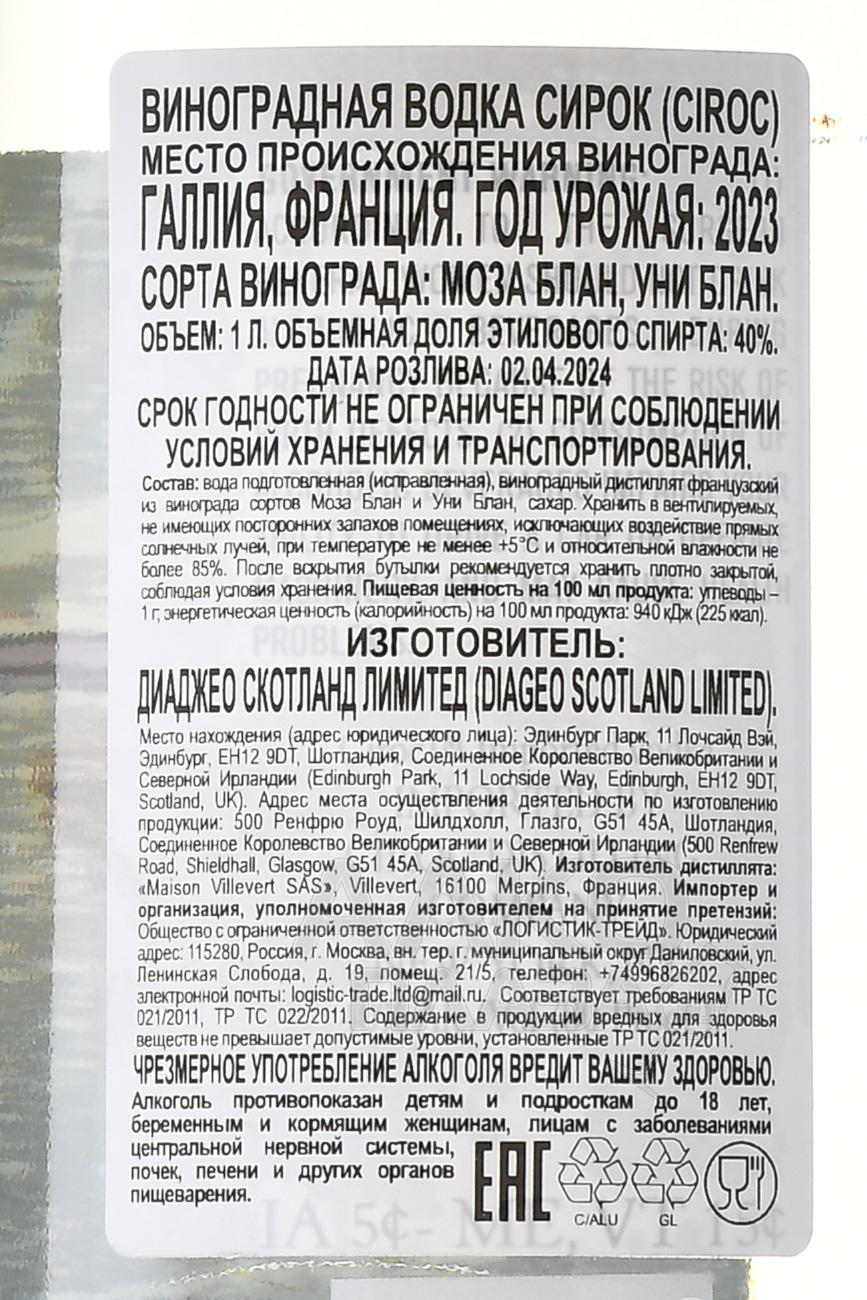 ВИНОГРАДНАЯ ВОДКА СИРОК (CIROC)
МЕСТО ПРОИСХОЖДЕНИЯ ВИНОГРАДА:
ГАЛЛИЯ, ФРАНЦИЯ. ГОД УРОЖАЯ: 2023
СОРТА ВИНОГРАДА: МОЗА БЛАН, УНИ БЛАН.
ОБЪЕМ: 1 Л. ОБЪЕМНАЯ ДОЛЯ ЭТИЛОВОГО СПИРТА: 40%.
ДАТА РОЗЛИВА: 02.04.2024
СРОК ГОДНОСТИ НЕ ОГРАНИЧЕН ПРИ СОБЛЮДЕНИИ
УСЛОВИЙ ХРАНЕНИЯ И ТРАНСПОРТИРОВАНИЯ.
Состав: вода подготовленная (исправленная), виноградный дистиллят французский
из винограда сортов Моза Блан и Уни Блан, сахар. Хранить в вентилируемых,
не имеющих посторонних запахов помещениях, исключающих воздействие прямых
солнечных лучей, при температуре не менее +5°С и относительной влажности не
более 85%. После вскрытия бутылки рекомендуется хранить плотно закрытой,
соблюдая условия хранения. Пищевая ценность на 100 мл продукта: углеводы –
1 г, энергетическая ценность (калорийность) на 100 мл продукта: 940 кДж (225 ккал).
ИЗГОТОВИТЕЛЬ:
ДИАДЖЕО СКОТЛАНД ЛИМИТЕД (DIAGEO SCOTLAND LIMITED).
Место нахождения (адрес юридического лица): Эдинбург Парк, 11 Лочсайд Вэй,
Эдинбург, EH12 9DT, Шотландия, Соединенное Королевство Великобритании и
Северной Ирландии (Edinburgh Park, 11 Lochside Way, Edinburgh, EH12 9DT,
Scotland, UK). Адрес места осуществления деятельности по изготовлению
продукции: 500 Ренфрю Роуд, Шилдхолл, Глазго, G51 45A, Шотландия,
Соединенное Королевство Великобритании и Северной Ирландии (500 Renfrew
Road, Shieldhall, Glasgow, G51 45A, Scotland, UK). Изготовитель дистиллята:
«Maison Villevert SAS», Villevert, 16100 Merpins, Франция. Импортер и
организация, уполномоченная изготовителем на принятие претензий:
Общество с ограниченной ответственностью «ЛОГИСТИК-ТРЕЙД». Юридический
адрес: 115280, Россия, г. Москва, вн. тер. г. муниципальный округ Даниловский, ул.
Ленинская Слобода, д. 19, помещ. 21/5, телефон: +74996826202, адрес
электронной почты: logistic-trade.ltd@mail.ru. Соответствует требованиям ТР ТС
021/2011, ТР ТС 022/2011. Содержание в продукции вредных для здоровья
веществ не превышает допустимые уровни, установленные ТР ТС 021/2011.
ЧРЕЗМЕРНОЕ УПОТРЕБЛЕНИЕ АЛКОГОЛЯ ВРЕДИТ ВАШЕМУ ЗДОРОВЬЮ.
Алкоголь противопоказан детям и подросткам до 18 лет,
беременным и кормящим женщинам, лицам с заболеваниями
центральной нервной системы,
почек, печени и других органов
пищеварения.
EAC
C/ALU GL
IA 5¢- ME, VT 15¢